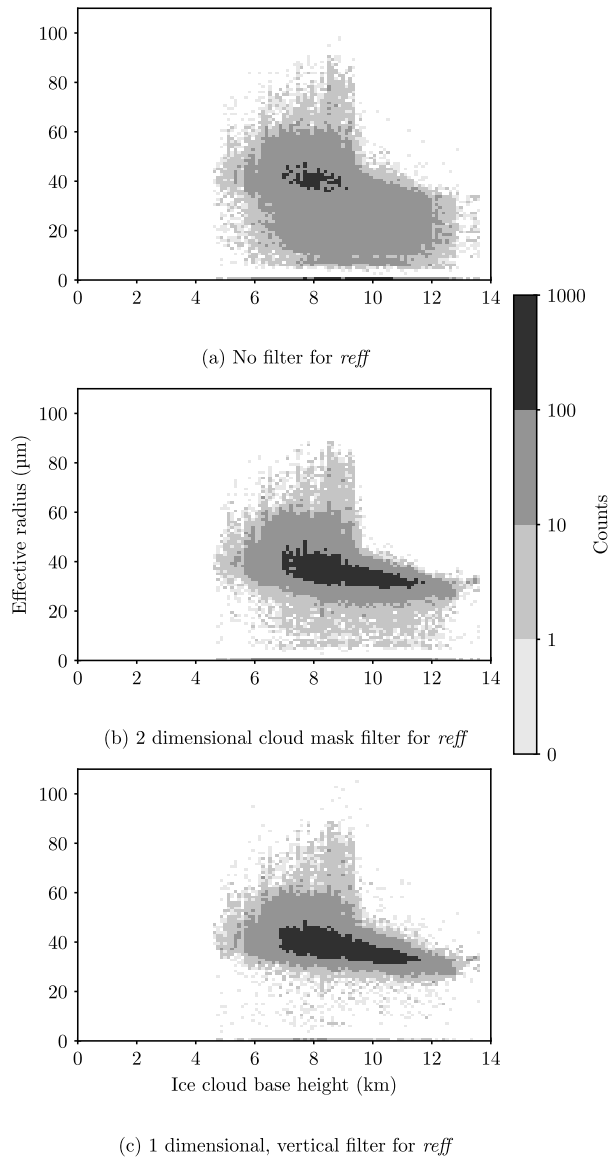 100
80
60
40
20
0
0 2 4 6 8 10 12 14
(a) No filter for reff
1000
100
10
1
0
Counts
Effective radius (µm)
100
80
60
40
20
0
0 2 4 6 8 10 12 14
(b) 2 dimensional cloud mask filter for reff
100
80
60
40
20
0
0 2 4 6 8 10 12 14
Ice cloud base height (km)
(c) 1 dimensional, vertical filter for reff